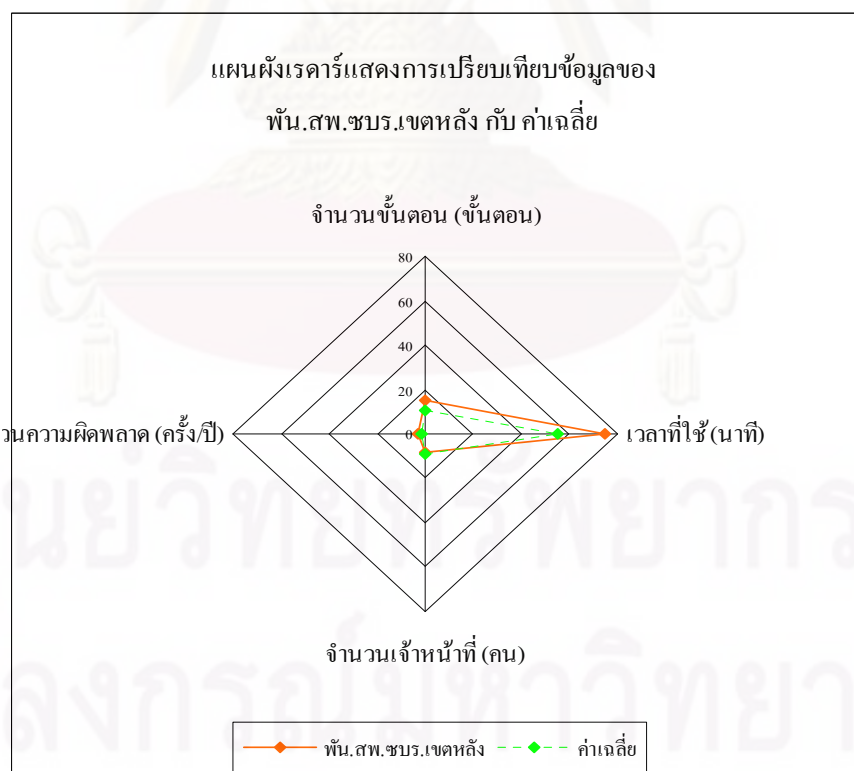 แผนผังเรดาร์แสดงการเปรียบเทียบข้อมูลของ
พัน.สพ.ซบร.เขตหลัง กับ ค่าเฉลี่ย
จำนวนขั้นตอน (ขั้นตอน)
80
60
40
20
0
วนความผิดพลาด (ครั้ง/ปี)
เวลาที่ใช้ (นาที)
จำนวนเจ้าหน้าที่ (คน)
พัน.สพ.ซบร.เขตหลัง
ค่าเฉลี่ย